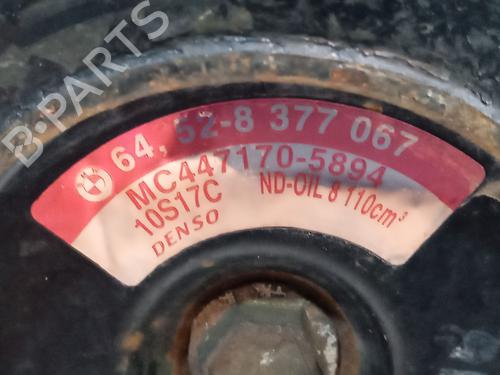 B-PARTS
64, 52-8 377 067
MC447170-5894
10S17C ND-OIL 8 110cm³
DENSO